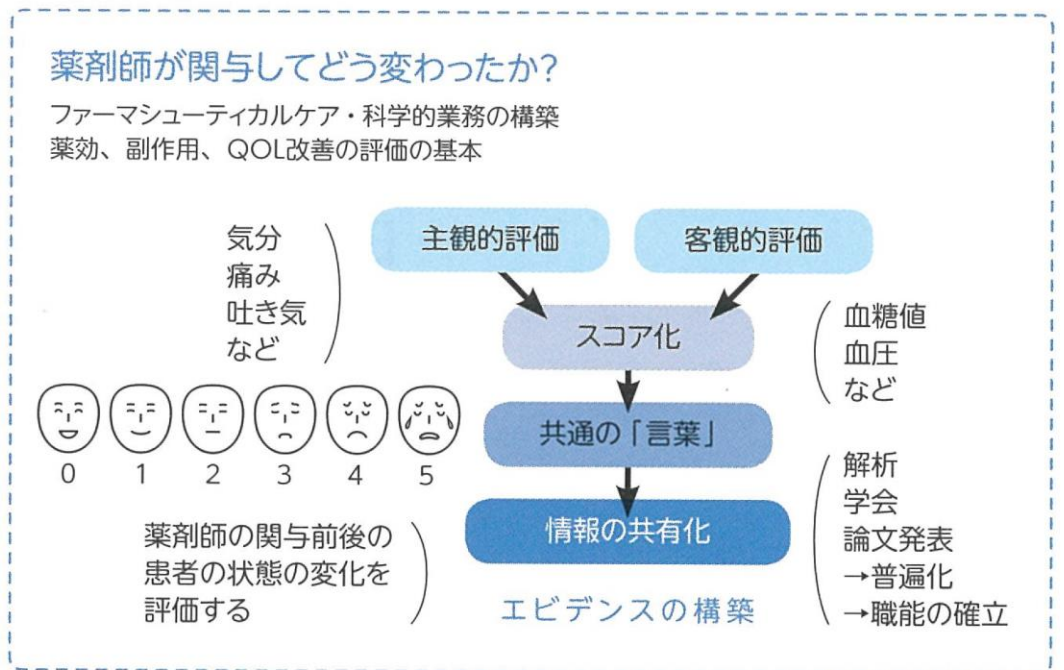 薬剤師が関与してどう変わったか?
ファーマシューティカルケア・科学的業務の構築
薬効、副作用、QOL改善の評価の基本
主観的評価
客観的評価
気分
痛み
吐き気
など
スコア化
血糖値
血圧
など
共通の「言葉」
0 1 2 3 4 5
情報の共有化
解析
学会
論文発表
→普遍化
→職能の確立
薬剤師の関与前後の
患者の状態の変化を
評価する
エビデンスの構築